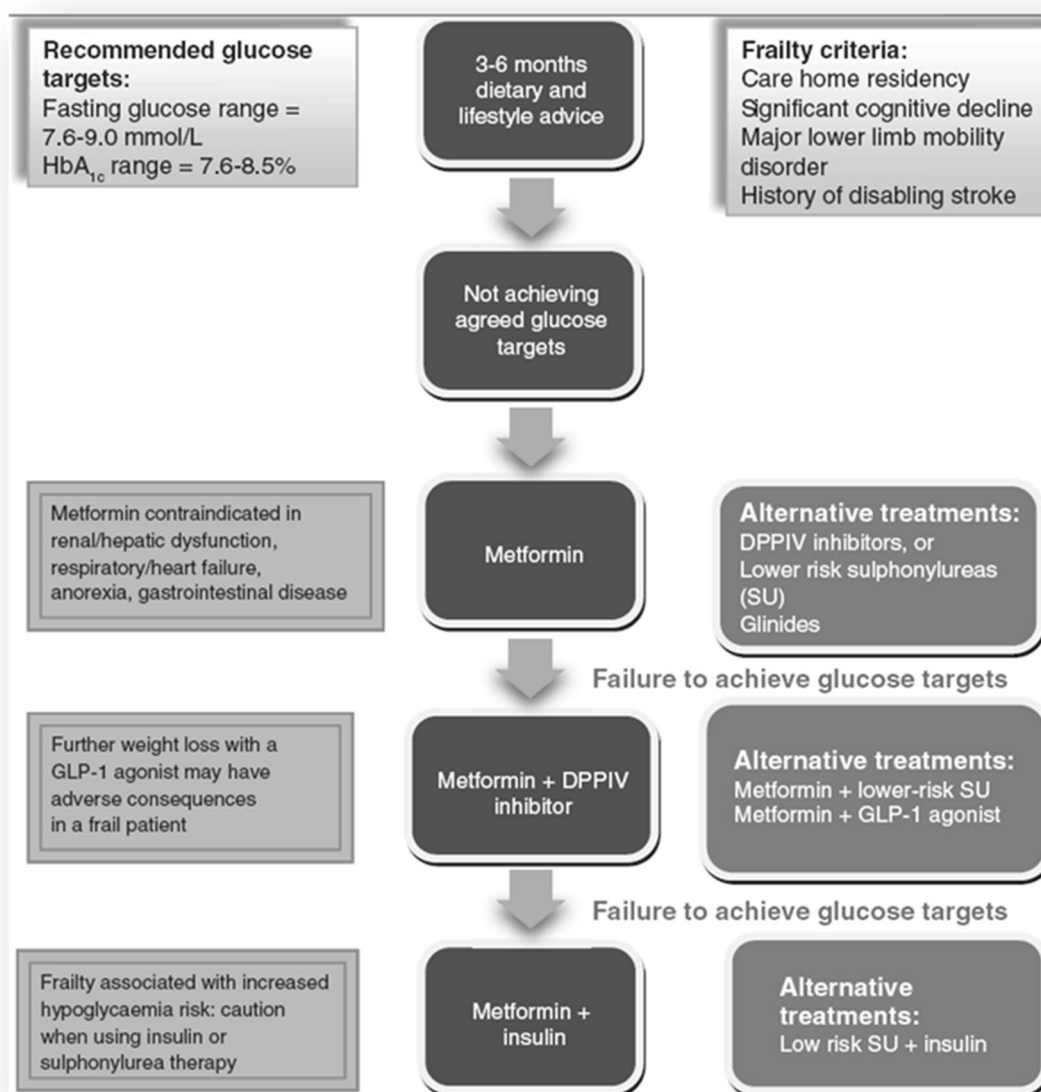 Recommended glucose
targets:
Fasting glucose range =
7.6-9.0 mmol/L
HbA1c range = 7.6-8.5%
3-6 months
dietary and
lifestyle advice
Frailty criteria:
Care home residency
Significant cognitive decline
Major lower limb mobility
disorder
History of disabling stroke
Not achieving
agreed glucose
targets
Metformin contraindicated in
renal/hepatic dysfunction,
respiratory/heart failure,
anorexia, gastrointestinal disease
Metformin
Alternative treatments:
DPPIV inhibitors, or
Lower risk sulphonylureas
(SU)
Glinides
Failure to achieve glucose targets
Further weight loss with a
GLP-1 agonist may have
adverse consequences
in a frail patient
Metformin + DPPIV
inhibitor
Alternative treatments:
Metformin + lower-risk SU
Metformin + GLP-1 agonist
Failure to achieve glucose targets
Frailty associated with increased
hypoglycaemia risk: caution
when using insulin or
sulphonylurea therapy
Metformin +
insulin
Alternative
treatments:
Low risk SU + insulin